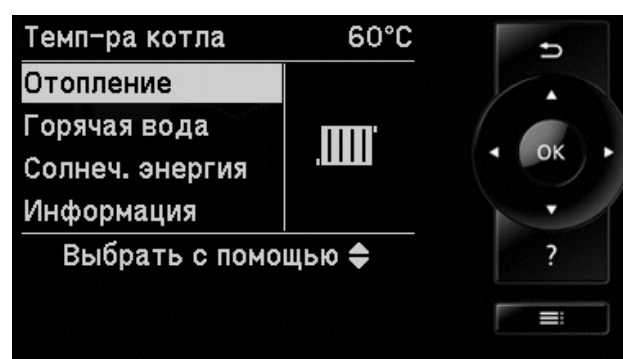 Темп-ра котла 60°C
Отопление
Горячая вода
Солнеч. энергия
Информация
Выбрать с помощью
OK
?